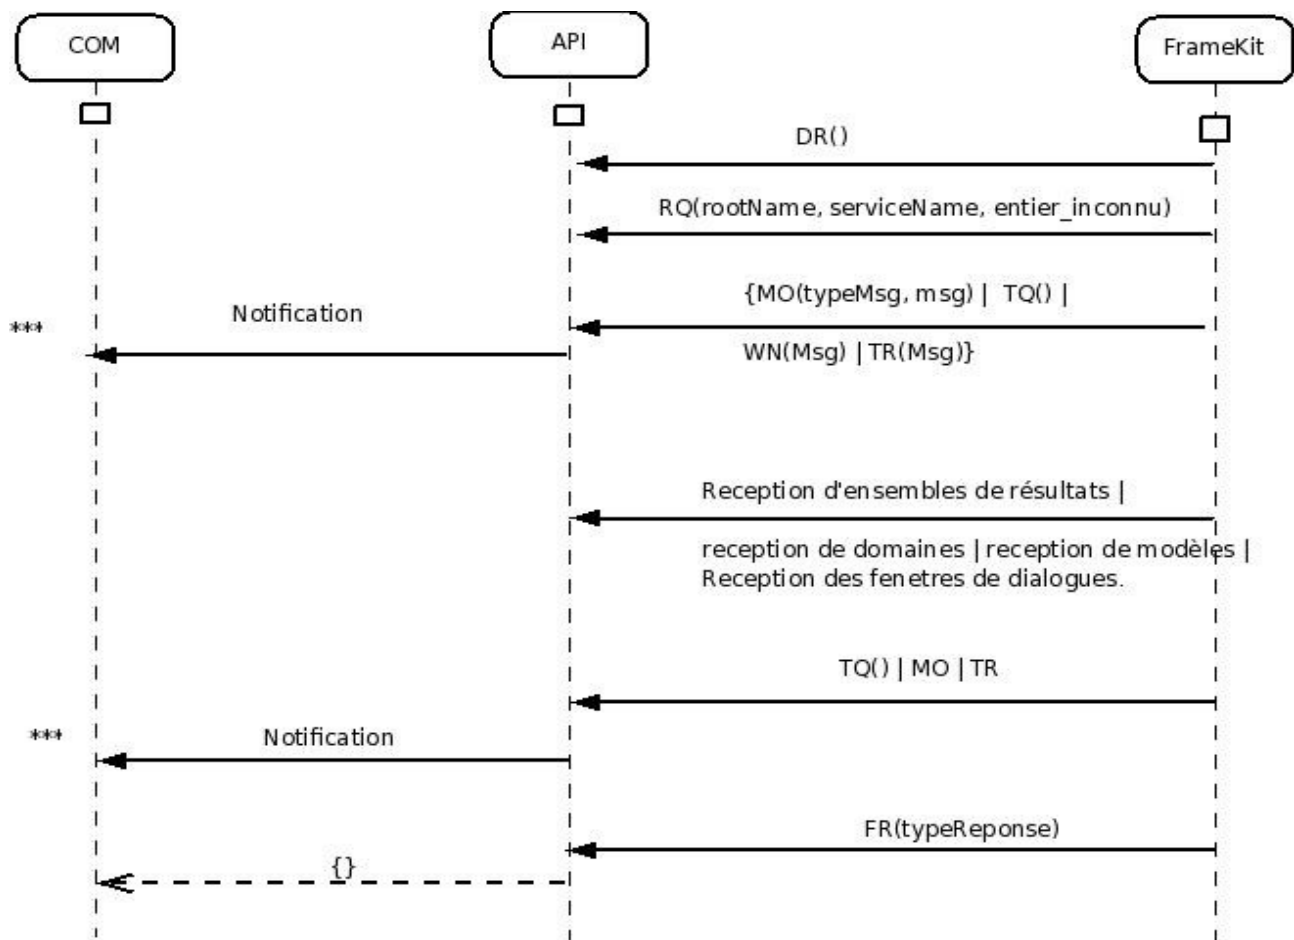 COM
API
FrameKit
DR()
RQ(rootName, serviceName, entier_inconnu)
{MO(typeMsg, msg) | TQ() |
Notification
***
WN(Msg) | TR(Msg)}
Reception d'ensembles de résultats |
reception de domaines | reception de modèles |
Reception des fenetres de dialogues.
TQ() | MO | TR
***
Notification
FR(typeReponse)
{}